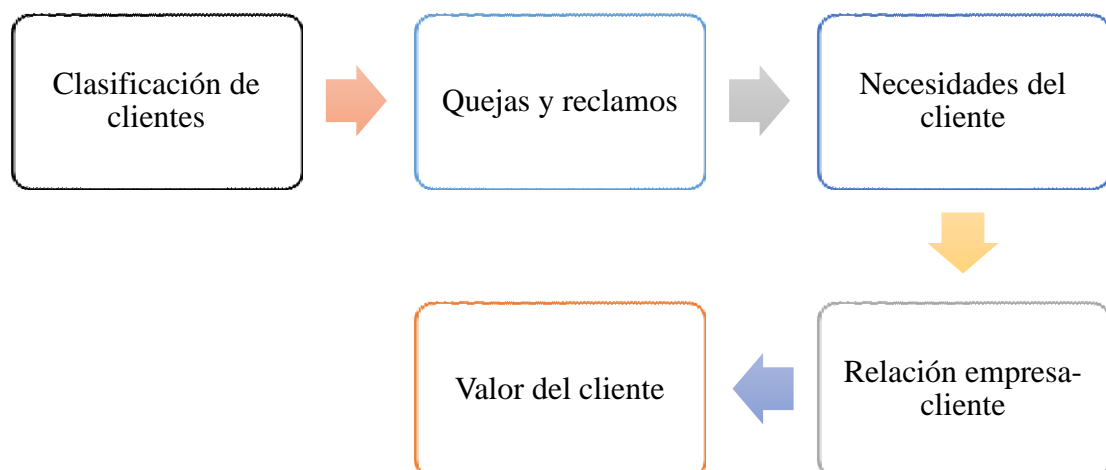 Clasificación de
clientes
Quejas y reclamos
Necesidades del
cliente
Relación empresa-
cliente
Valor del cliente